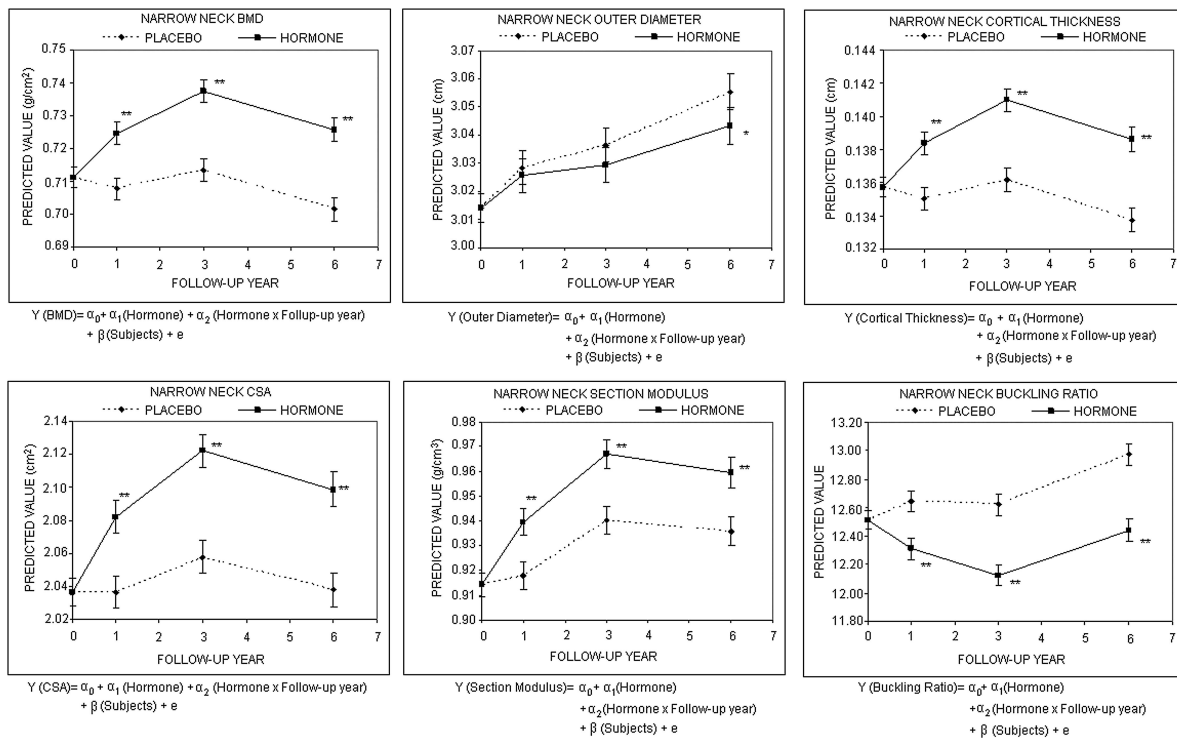 NARROW NECK BMD
PLACEBO HORMONE
PREDICTED VALUE (g/cm²)
0.75
0.74
0.73
0.72
0.71
0.70
0.69
** ** **
0 1 2 3 4 5 6 7
FOLLOW-UP YEAR
Y (BMD)= α₀+ α₁(Hormone) + α₂ (Hormone x Follup-up year)
+ β(Subjects) + e
NARROW NECK OUTER DIAMETER
PLACEBO HORMONE
PREDICTED VALUE (cm)
3.07
3.06
3.05
3.04
3.03
3.02
3.01
3.00
*
0 1 2 3 4 5 6 7
FOLLOW-UP YEAR
Y (Outer Diameter)= α₀+ α₁(Hormone)
+ α₂ (Hormone x Follow-up year)
+ β (Subjects) + e
NARROW NECK CORTICAL THICKNESS
PLACEBO HORMONE
PREDICTED VALUE (cm)
0.144
0.142
0.140
0.138
0.136
0.134
0.132
** ** **
0 1 2 3 4 5 6 7
FOLLOW-UP YEAR
Y (Cortical Thickness)= α₀ + α₁(Hormone)
+ α₂ (Hormone x Follow-up year)
+ β (Subjects) + e
NARROW NECK CSA
PLACEBO HORMONE
PREDICTED VALUE (cm²)
2.14
2.12
2.10
2.08
2.06
2.04
2.02
** ** **
0 1 2 3 4 5 6 7
FOLLOW-UP YEAR
Y (CSA)= α₀ + α₁ (Hormone) +α₂ (Hormone x Follow-up year)
+ β (Subjects) + e
NARROW NECK SECTION MODULUS
PLACEBO HORMONE
PREDICTED VALUE (g/cm³)
0.98
0.97
0.96
0.95
0.94
0.93
0.92
0.91
0.90
** ** **
0 1 2 3 4 5 6 7
FOLLOW-UP YEAR
Y (Section Modulus)= α₀+ α₁(Hormone)
+α₂(Hormone x Follow-up year)
+ β (Subjects) + e
NARROW NECK BUCKLING RATIO
PLACEBO HORMONE
PREDICTED VALUE
13.20
13.00
12.80
12.60
12.40
12.20
12.00
11.80
** ** **
0 1 2 3 4 5 6 7
FOLLOW-UP YEAR
Y (Buckling Ratio)= α₀+ α₁(Hormone)
+α₂(Hormone x Follow-up year)
+ β (Subjects) + e